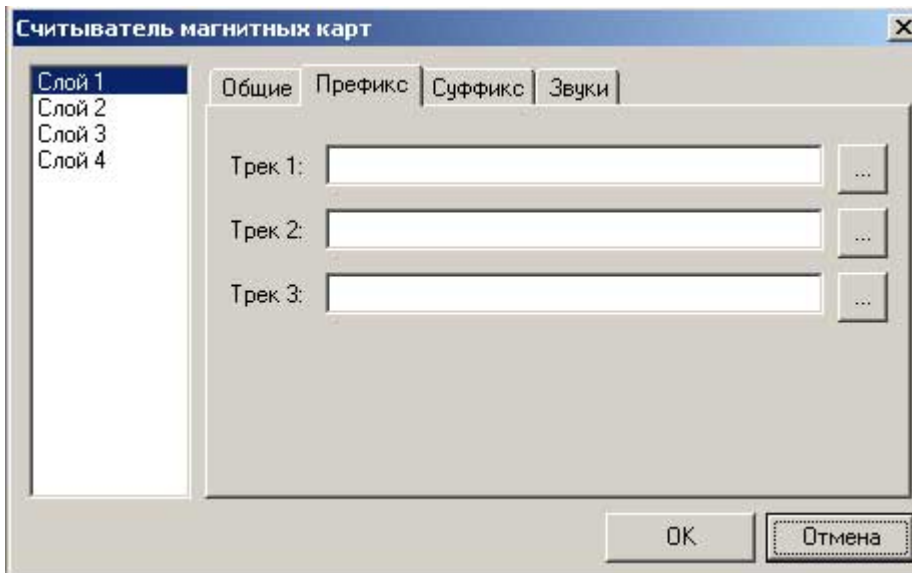 Считыватель магнитных карт
Слой 1
Слой 2
Слой 3
Слой 4
Общие Префикс Суффикс Звуки
Трек 1: ...
Трек 2: ...
Трек 3: ...
OK Отмена